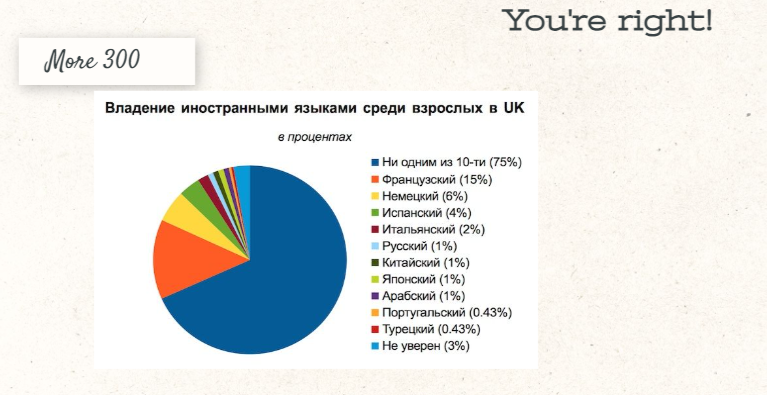 You're right!
More 300
Владение иностранными языками среди взрослых в UK
в процентах
Ни одним из 10-ти (75%)
Французский (15%)
Немецкий (6%)
Испанский (4%)
Итальянский (2%)
Русский (1%)
Китайский (1%)
Японский (1%)
Арабский (1%)
Португальский (0.43%)
Турецкий (0.43%)
Не уверен (3%)